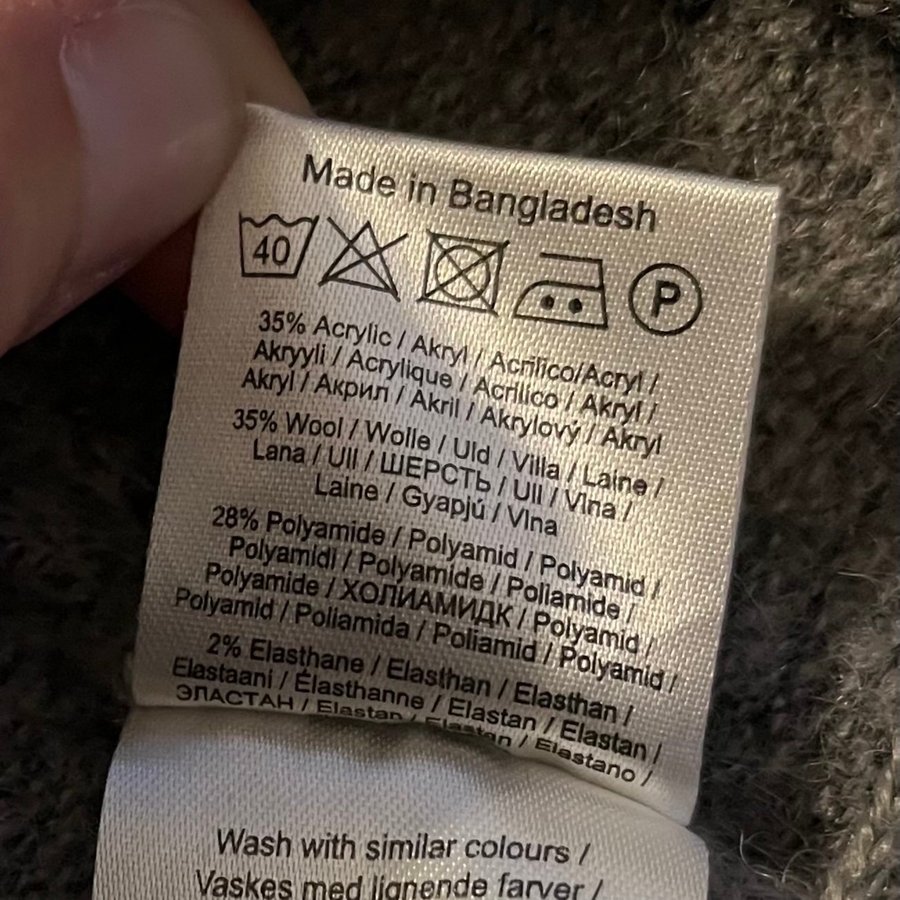 Made in Bangladesh
40 P
35% Acrylic / Akryl / Acrilico/Acryl /
Akryyli / Acrylique / Acrilico / Akryl /
Akryl / Акрил / Akril / Akrylový / Akryl
35% Wool / Wolle / Uld / Villa / Laine /
Lana / Ull / ШЕРСТЬ / Ull / Vlna /
Laine / Gyapjú / Vlna
28% Polyamide / Polyamid / Polyamid /
Polyamidi / Polyamide / Poliamide /
Polyamide / ХОЛИАМИДК / Polyamid /
Polyamid / Poliamida / Poliamid / Polyamid /
2% Elasthane / Elasthan / Elasthan /
Elastaani / Élasthanne / Elastan / Elastan /
ЭЛАСТАН / Elastan / Elastan / Elastano /
Wash with similar colours /
Vaskes med lignende farver /